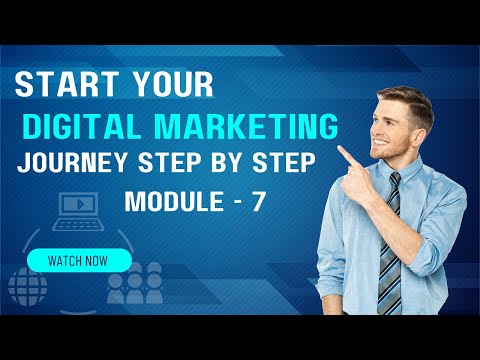 START YOUR
DIGITAL MARKETING
JOURNEY STEP BY STEP
MODULE - 7
WATCH NOW